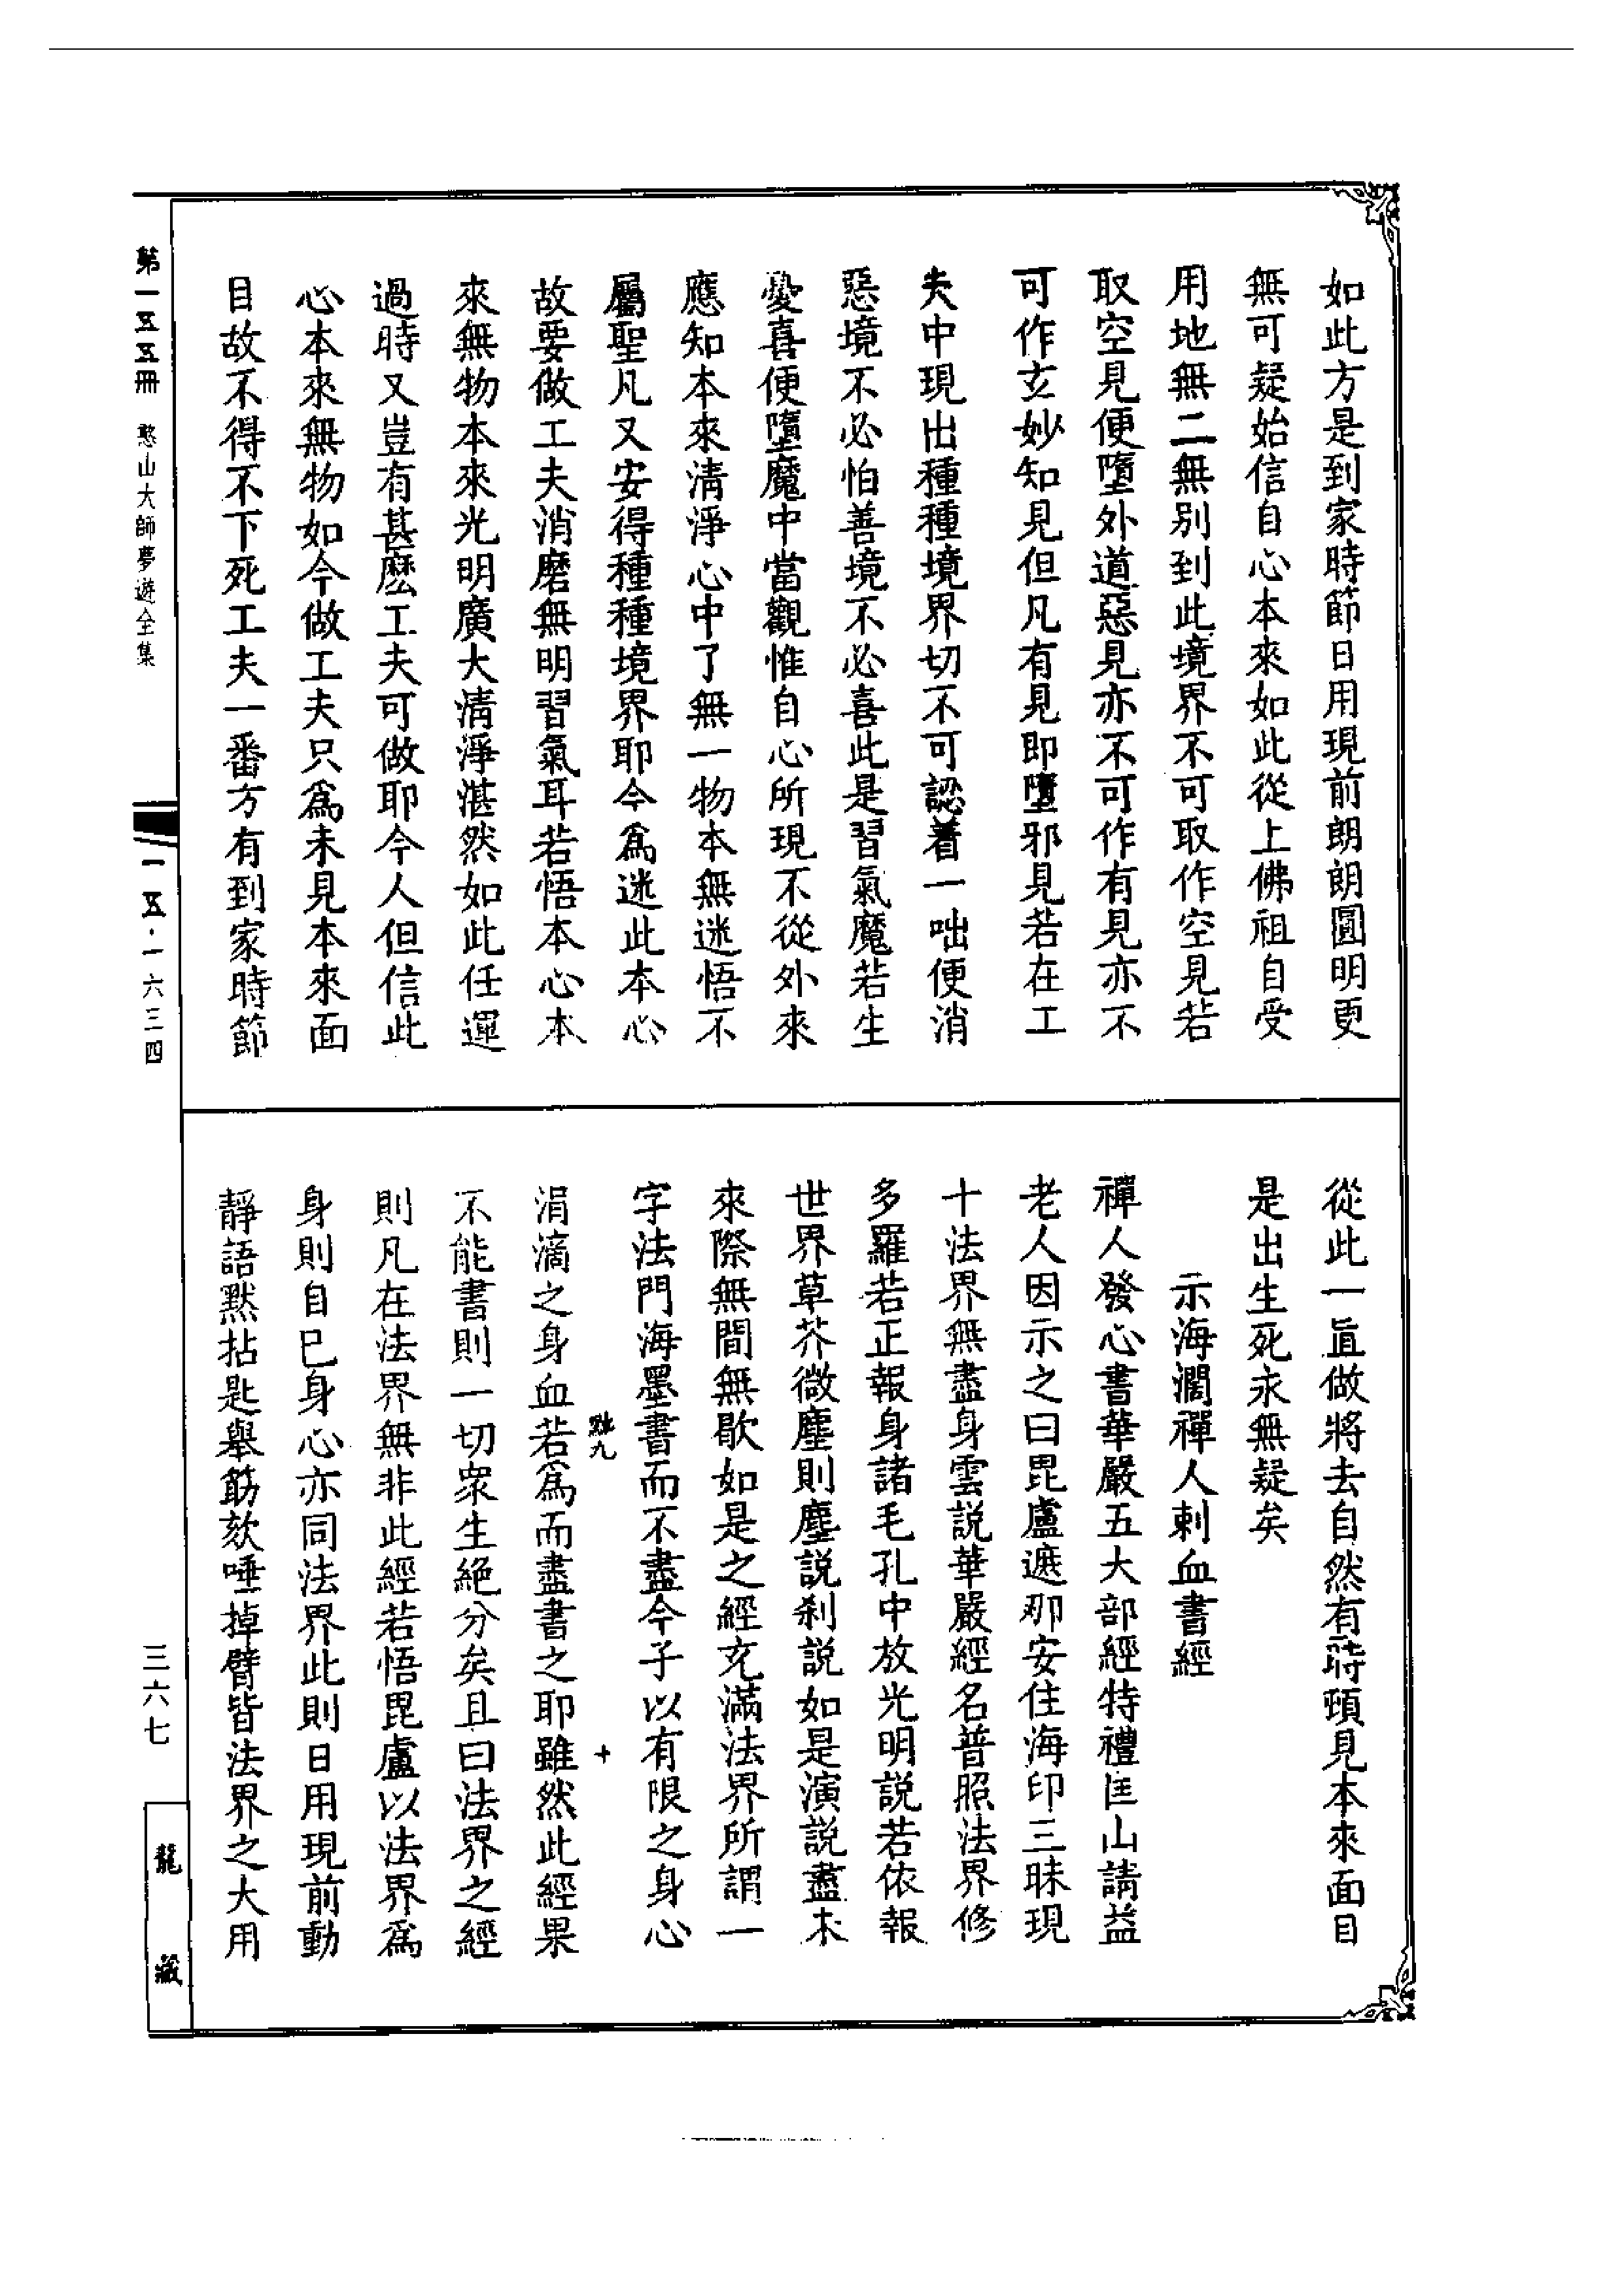 如此方是到家時節日用現前朗朗圓明更
無可疑始信自心本來如此從上佛祖自受
用地無二無別到此境界不可取作空見若
取空見便墮外道惡見亦不可作有見亦不
可作玄妙知見但凡有見即墮邪見若在工
夫中現出種種境界切不可認着一咄便消
惡境不必怕善境不必喜此是習氣魔若生
憂喜便墮魔中當觀惟自心所現不從外來
應知本來清淨心中了無一物本無迷悟不
屬聖凡又安得種種境界耶今爲迷此本心
故要做工夫消磨無明習氣耳若悟本心本
來無物本來光明廣大清淨湛然如此任運
過時又豈有甚麼工夫可做耶今人但信此
心本來無物如今做工夫只爲未見本來面
目故不得不下死工夫一番方有到家時節
從此一直做將去自然有時頓見本來面目
是出生死永無疑矣
示海濶禪人刺血書經
禪人發心書華嚴五大部經特禮匡山請益
老人因示之曰毘盧遮那安住海印三昧現
十法界無盡身雲說華嚴經名普照法界修
多羅若正報身諸毛孔中放光明說若依報
世界草芥微塵則塵說刹說如是演說盡未
來際無間無歇如是之經充滿法界所謂一
字法門海墨書而不盡今子以有限之身心
涓滴之身血若爲而盡書之耶雖然此經果
不能書則一切衆生絶分矣且曰法界之經
則凡在法界無非此經若悟毘盧以法界爲
身則自巳身心亦同法界此則日用現前動
靜語默拈匙舉筯欬唾掉臂皆法界之大用
第一五五冊 憨山大師夢遊全集
一五·一六三四
三六七
龍藏
九
十